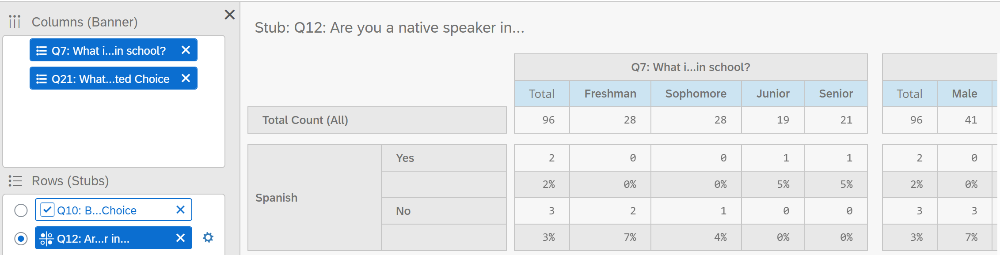 Columns (Banner)
Q7: What i...in school?
Q21: What...ted Choice
Rows (Stubs)
Q10: B...Choice
Q12: Ar...r in...
Stub: Q12: Are you a native speaker in...
Q7: What i...in school?
Total Freshman Sophomore Junior Senior Total Male
Total Count (All) 96 28 28 19 21 96 41
Spanish
Yes 2 0 0 1 1 2 0
2% 0% 0% 5% 5% 2% 0%
No 3 2 1 0 0 3 3
3% 7% 4% 0% 0% 3% 7%